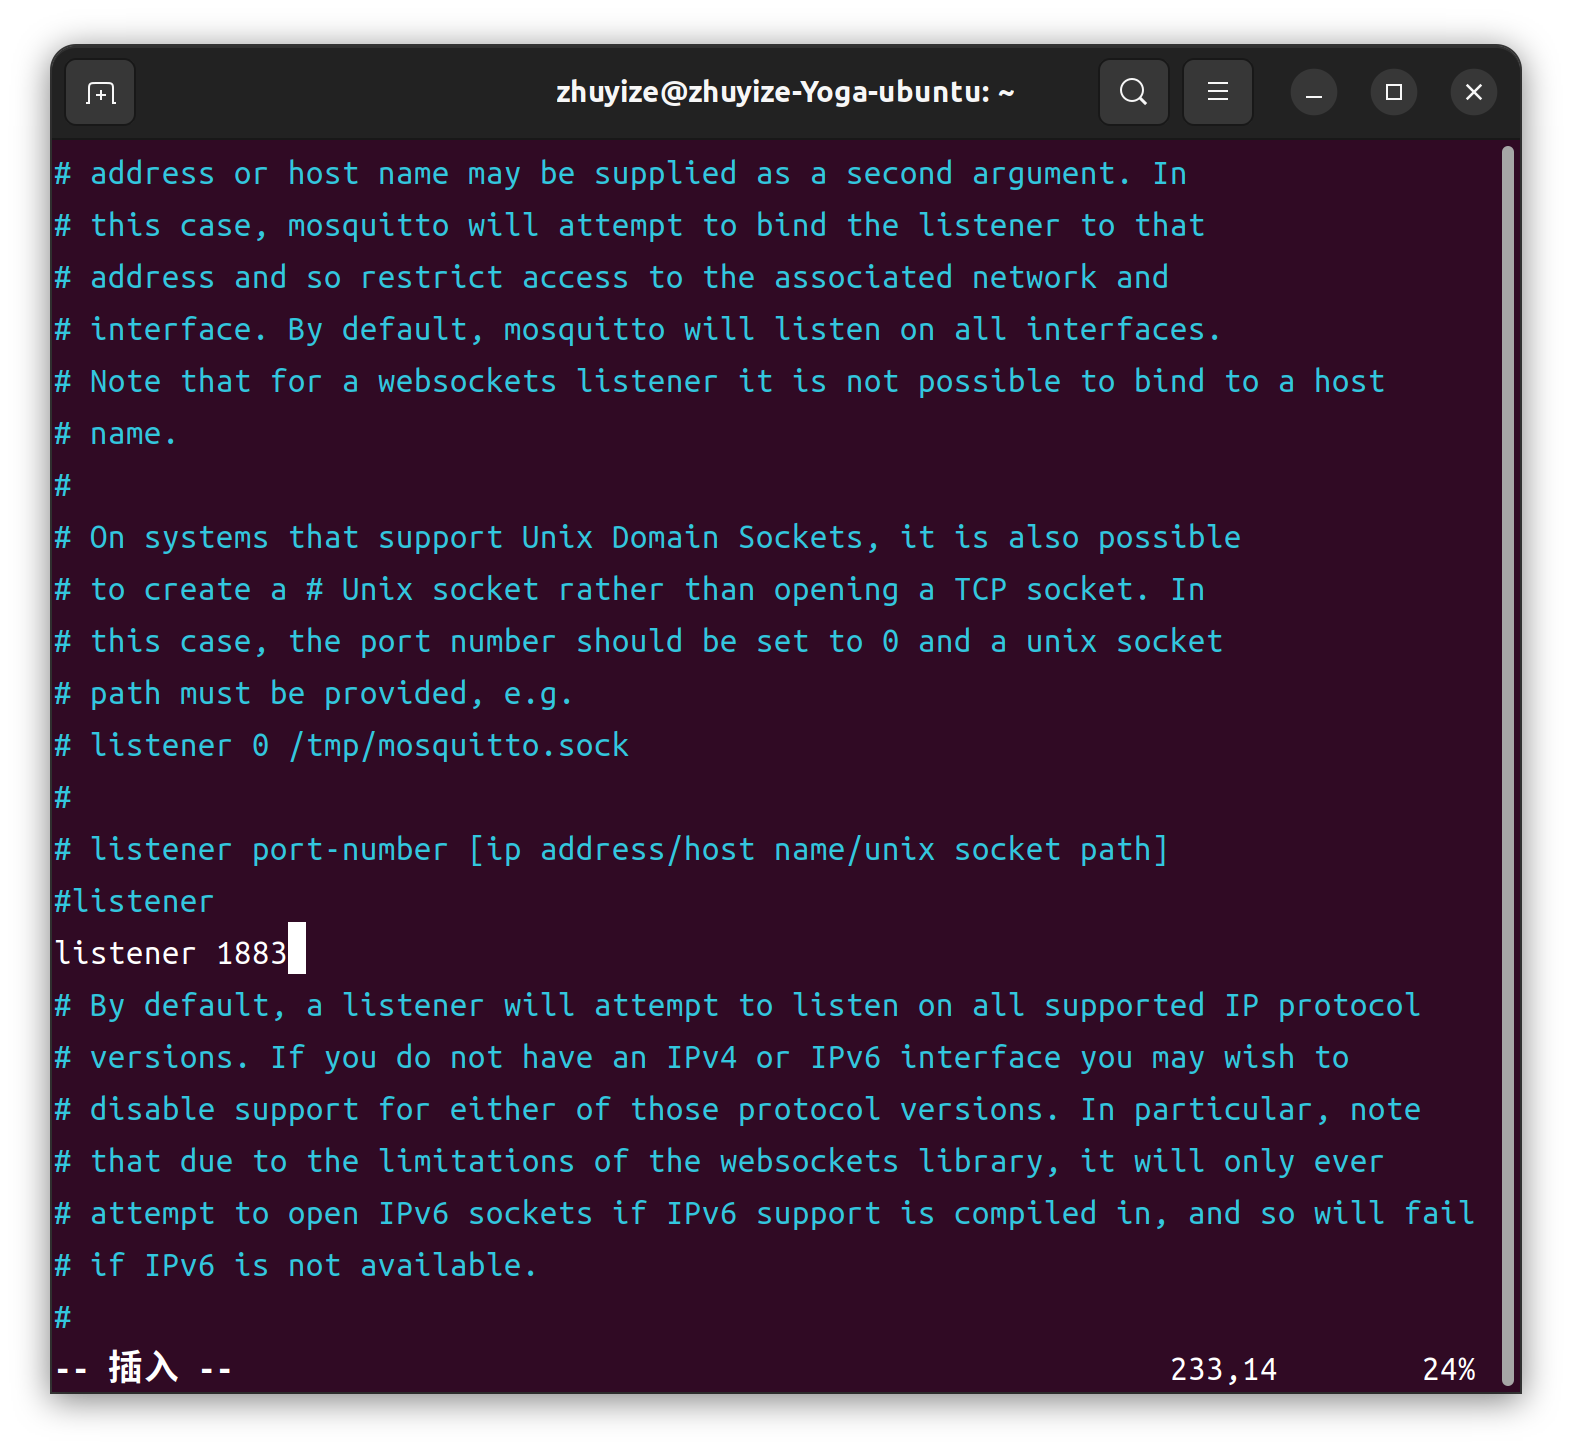 zhuyize@zhuyize-Yoga-ubuntu: ~
# address or host name may be supplied as a second argument. In
# this case, mosquitto will attempt to bind the listener to that
# address and so restrict access to the associated network and
# interface. By default, mosquitto will listen on all interfaces.
# Note that for a websockets listener it is not possible to bind to a host
# name.
#
# On systems that support Unix Domain Sockets, it is also possible
# to create a # Unix socket rather than opening a TCP socket. In
# this case, the port number should be set to 0 and a unix socket
# path must be provided, e.g.
# listener 0 /tmp/mosquitto.sock
#
# listener port-number [ip address/host name/unix socket path]
#listener
listener 1883
# By default, a listener will attempt to listen on all supported IP protocol
# versions. If you do not have an IPv4 or IPv6 interface you may wish to
# disable support for either of those protocol versions. In particular, note
# that due to the limitations of the websockets library, it will only ever
# attempt to open IPv6 sockets if IPv6 support is compiled in, and so will fail
# if IPv6 is not available.
#
-- 插入 -- 233,14 24%